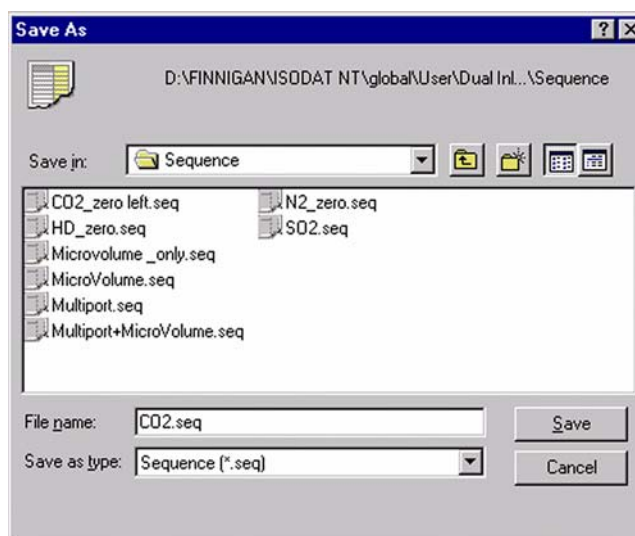 Save As
D:\FINNIGAN\ISODAT NT\global\User\Dual Inl...\Sequence
Save in:
Sequence
CO2_zero left.seq
HD_zero.seq
Microvolume _only.seq
MicroVolume.seq
Multiport.seq
Multiport+MicroVolume.seq
N2_zero.seq
SO2.seq
File name:
CO2.seq
Save
Save as type:
Sequence (*.seq)
Cancel